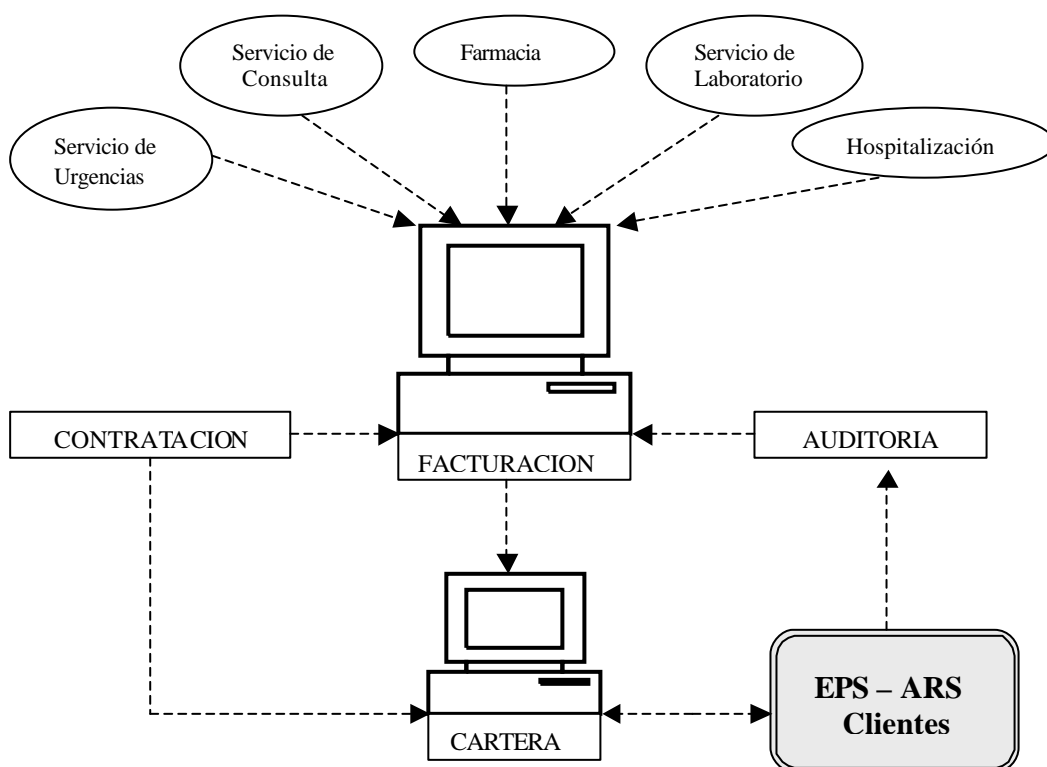 Servicio de
Consulta
Farmacia
Servicio de
Laboratorio
Servicio de
Urgencias
Hospitalización
CONTRATACION
FACTURACION
AUDITORIA
CARTERA
EPS – ARS
Clientes